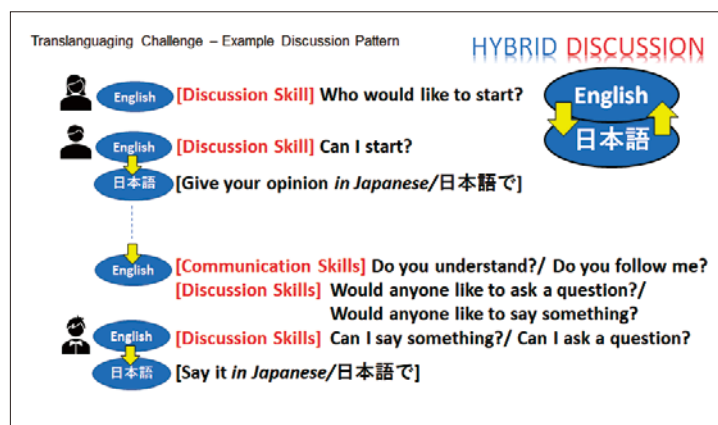 Translanguaging Challenge – Example Discussion Pattern
HYBRID DISCUSSION
English
日本語
English [Discussion Skill] Who would like to start?
English [Discussion Skill] Can I start?
日本語 [Give your opinion in Japanese/日本語で]
English [Communication Skills] Do you understand?/ Do you follow me?
[Discussion Skills] Would anyone like to ask a question?/
Would anyone like to say something?
English [Discussion Skills] Can I say something?/ Can I ask a question?
日本語 [Say it in Japanese/日本語で]